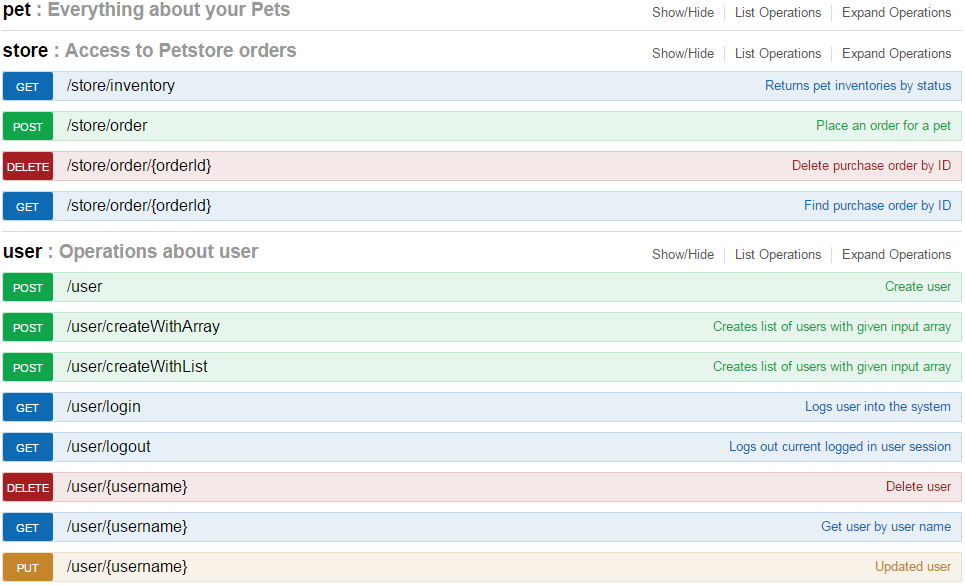 pet : Everything about your Pets Show/Hide List Operations Expand Operations
store : Access to Petstore orders Show/Hide List Operations Expand Operations
GET /store/inventory Returns pet inventories by status
POST /store/order Place an order for a pet
DELETE /store/order/{orderId} Delete purchase order by ID
GET /store/order/{orderId} Find purchase order by ID
user : Operations about user Show/Hide List Operations Expand Operations
POST /user Create user
POST /user/createWithArray Creates list of users with given input array
POST /user/createWithList Creates list of users with given input array
GET /user/login Logs user into the system
GET /user/logout Logs out current logged in user session
DELETE /user/{username} Delete user
GET /user/{username} Get user by user name
PUT /user/{username} Updated user